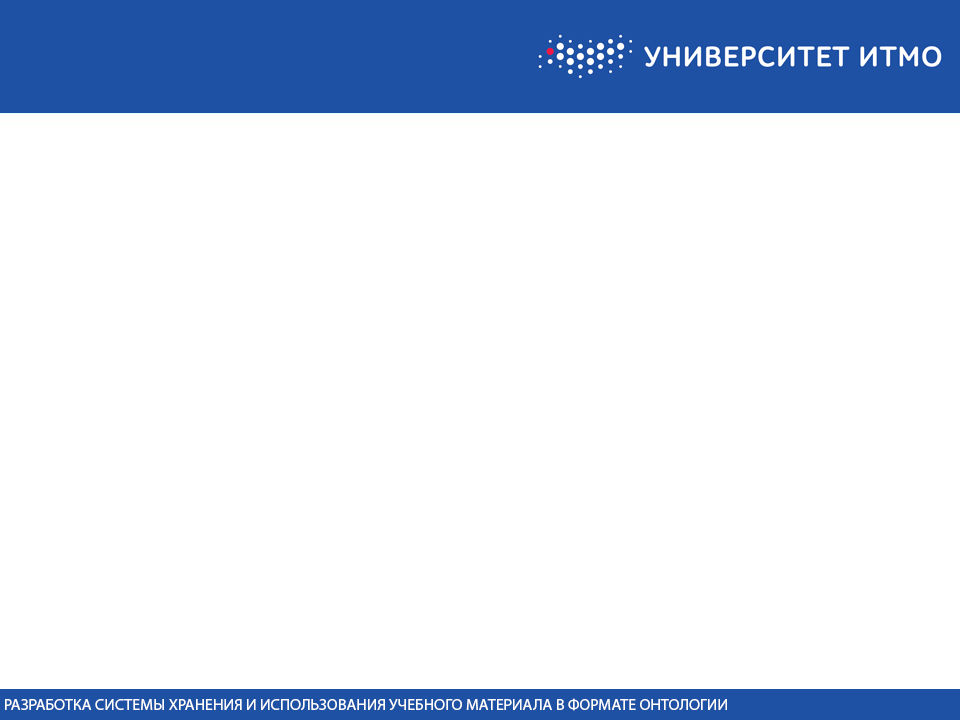 УНИВЕРСИТЕТ ИТМО
РАЗРАБОТКА СИСТЕМЫ ХРАНЕНИЯ И ИСПОЛЬЗОВАНИЯ УЧЕБНОГО МАТЕРИАЛА В ФОРМАТЕ ОНТОЛОГИИ